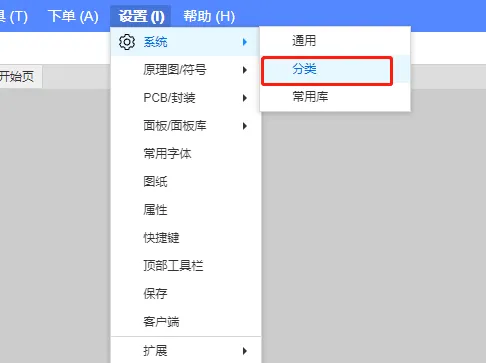 具 (T) 下单 (A) 设置 (I) 帮助 (H)
系统
通用
开始页
原理图/符号
分类
PCB/封装
常用库
面板/面板库
常用字体
图纸
属性
快捷键
顶部工具栏
保存
客户端
扩展